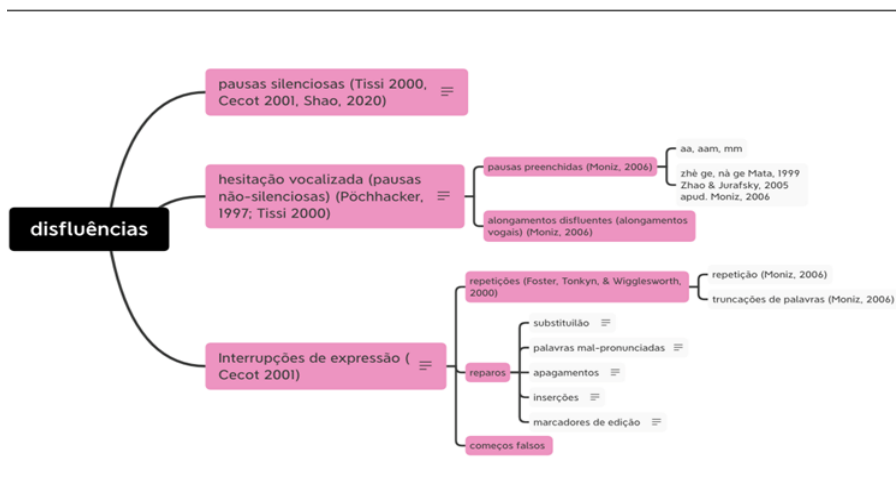 pausas silenciosas (Tissi 2000,
Cecot 2001, Shao, 2020)
hesitação vocalizada (pausas
não-silenciosas) (Pöchhacker,
1997; Tissi 2000)
pausas preenchidas (Moniz, 2006)
aa, aam, mm
zhè ge, nà ge Mata, 1999
Zhao & Jurafsky, 2005
apud. Moniz, 2006
alongamentos disfluentes (alongamentos
vogais) (Moniz, 2006)
disfluências
Interrupções de expressão (
Cecot 2001)
repetições (Foster, Tonkyn, & Wigglesworth,
2000)
repetição (Moniz, 2006)
truncações de palavras (Moniz, 2006)
reparos
substituilão
palavras mal-pronunciadas
apagamentos
inserções
marcadores de edição
começos falsos